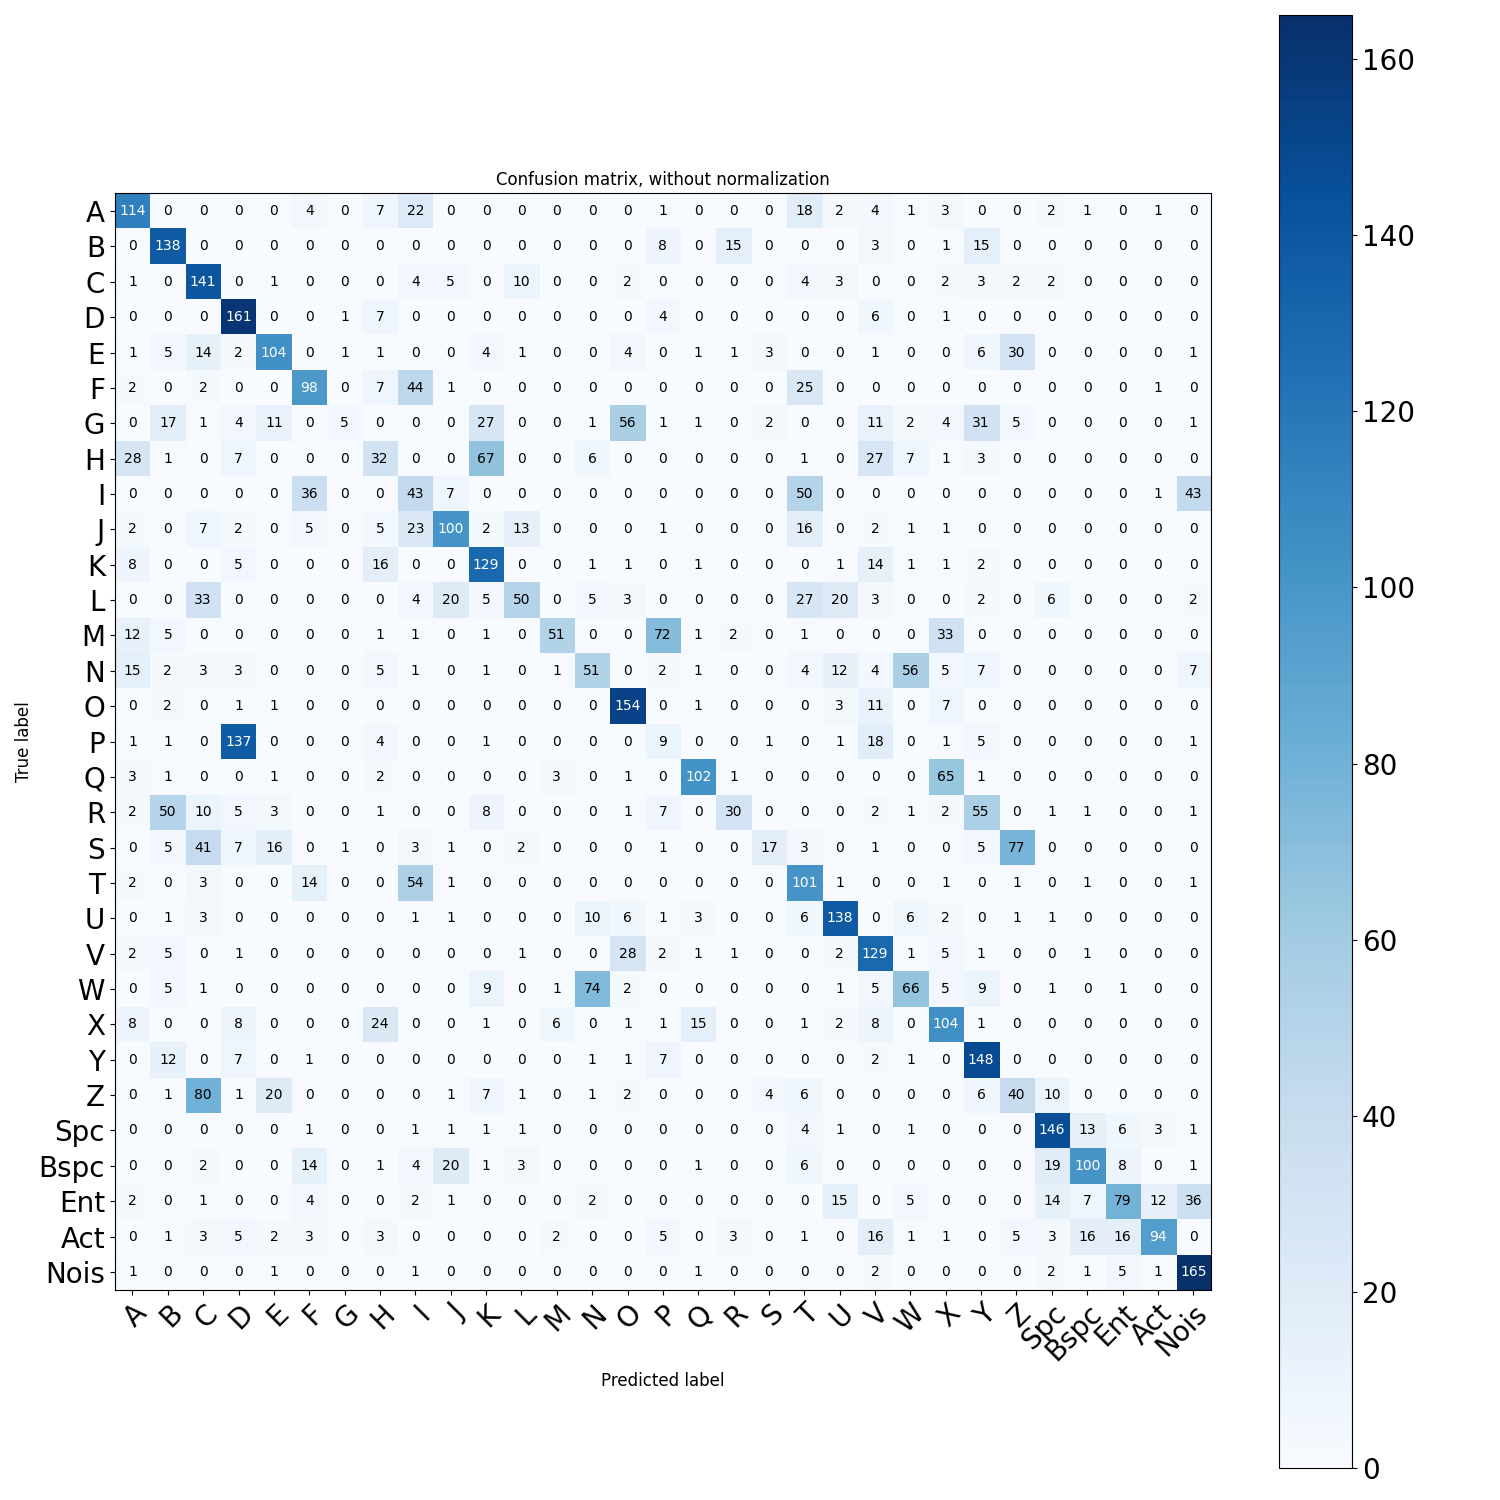 Confusion matrix, without normalization
A 114 0 0 0 0 4 0 7 22 0 0 0 0 0 0 1 0 0 0 18 2 4 1 3 0 0 2 1 0 1 0
B 0 138 0 0 0 0 0 0 0 0 0 0 0 0 0 8 0 15 0 0 0 3 0 1 15 0 0 0 0 0 0
C 1 0 141 0 1 0 0 0 4 5 0 10 0 0 2 0 0 0 0 4 3 0 0 2 3 2 2 0 0 0 0
D 0 0 0 161 0 0 1 7 0 0 0 0 0 0 0 4 0 0 0 0 0 6 0 1 0 0 0 0 0 0 0
E 1 5 14 2 104 0 1 1 0 0 4 1 0 0 4 0 1 1 3 0 0 1 0 0 6 30 0 0 0 0 1
F 2 0 2 0 0 98 0 7 44 1 0 0 0 0 0 0 0 0 0 25 0 0 0 0 0 0 0 0 0 1 0
G 0 17 1 4 11 0 5 0 0 0 27 0 0 1 56 1 1 0 2 0 0 11 2 4 31 5 0 0 0 0 1
H 28 1 0 7 0 0 0 32 0 0 67 0 0 6 0 0 0 0 0 1 0 27 7 1 3 0 0 0 0 0 0
I 0 0 0 0 0 36 0 0 43 7 0 0 0 0 0 0 0 0 0 50 0 0 0 0 0 0 0 0 0 1 43
J 2 0 7 2 0 5 0 5 23 100 2 13 0 0 0 1 0 0 0 16 0 2 1 1 0 0 0 0 0 0 0
K 8 0 0 5 0 0 0 16 0 0 129 0 0 1 1 0 1 0 0 0 1 14 1 1 2 0 0 0 0 0 0
L 0 0 33 0 0 0 0 0 4 20 5 50 0 5 3 0 0 0 0 27 20 3 0 0 2 0 6 0 0 0 2
M 12 5 0 0 0 0 0 1 1 0 1 0 51 0 0 72 1 2 0 1 0 0 0 33 0 0 0 0 0 0 0
N 15 2 3 3 0 0 0 5 1 0 1 0 1 51 0 2 1 0 0 4 12 4 56 5 7 0 0 0 0 0 7
O 0 2 0 1 1 0 0 0 0 0 0 0 0 0 154 0 1 0 0 0 3 11 0 7 0 0 0 0 0 0 0
P 1 1 0 137 0 0 0 4 0 0 1 0 0 0 0 9 0 0 1 0 1 18 0 1 5 0 0 0 0 0 1
Q 3 1 0 0 1 0 0 2 0 0 0 0 3 0 1 0 102 1 0 0 0 0 0 65 1 0 0 0 0 0 0
R 2 50 10 5 3 0 0 1 0 0 8 0 0 0 1 7 0 30 0 0 0 2 1 2 55 0 1 1 0 0 1
S 0 5 41 7 16 0 1 0 3 1 0 2 0 0 0 1 0 0 17 3 0 1 0 0 5 77 0 0 0 0 0
T 2 0 3 0 0 14 0 0 54 1 0 0 0 0 0 0 0 0 0 101 1 0 0 1 0 1 0 1 0 0 1
U 0 1 3 0 0 0 0 0 1 1 0 0 0 10 6 1 3 0 0 6 138 0 6 2 0 1 1 0 0 0 0
V 2 5 0 1 0 0 0 0 0 0 0 1 0 0 28 2 1 1 0 0 2 129 1 5 1 0 0 1 0 0 0
W 0 5 1 0 0 0 0 0 0 0 9 0 1 74 2 0 0 0 0 0 1 5 66 5 9 0 1 0 1 0 0
X 8 0 0 8 0 0 0 24 0 0 1 0 6 0 1 1 15 0 0 1 2 8 0 104 1 0 0 0 0 0 0
Y 0 12 0 7 0 1 0 0 0 0 0 0 0 1 1 7 0 0 0 0 0 2 1 0 148 0 0 0 0 0 0
Z 0 1 80 1 20 0 0 0 0 1 7 1 0 1 2 0 0 0 4 6 0 0 0 0 6 40 10 0 0 0 0
Spc 0 0 0 0 0 1 0 0 1 1 1 1 0 0 0 0 0 0 0 4 1 0 1 0 0 0 146 13 6 3 1
Bspc 0 0 2 0 0 14 0 1 4 20 1 3 0 0 0 0 1 0 0 6 0 0 0 0 0 0 19 100 8 0 1
Ent 2 0 1 0 0 4 0 0 2 1 0 0 0 2 0 0 0 0 0 0 15 0 5 0 0 0 14 7 79 12 36
Act 0 1 3 5 2 3 0 3 0 0 0 0 2 0 0 5 0 3 0 1 0 16 1 1 0 5 3 16 16 94 0
Nois 1 0 0 0 1 0 0 0 1 0 0 0 0 0 0 0 1 0 0 0 0 2 0 0 0 0 2 1 5 1 165
A B C D E F G H I J K L M N O P Q R S T U V W X Y Z Spc Bspc Ent Act Nois
True label
Predicted label
160
140
120
100
80
60
40
20
0